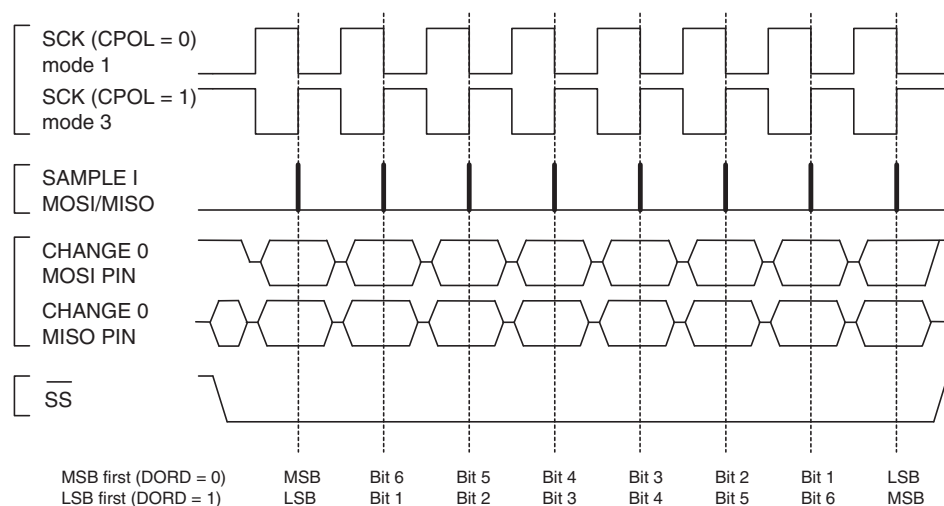 SCK (CPOL = 0)
mode 1
SCK (CPOL = 1)
mode 3
SAMPLE I
MOSI/MISO
CHANGE 0
MOSI PIN
CHANGE 0
MISO PIN
SS
MSB first (DORD = 0) MSB Bit 6 Bit 5 Bit 4 Bit 3 Bit 2 Bit 1 LSB
LSB first (DORD = 1) LSB Bit 1 Bit 2 Bit 3 Bit 4 Bit 5 Bit 6 MSB